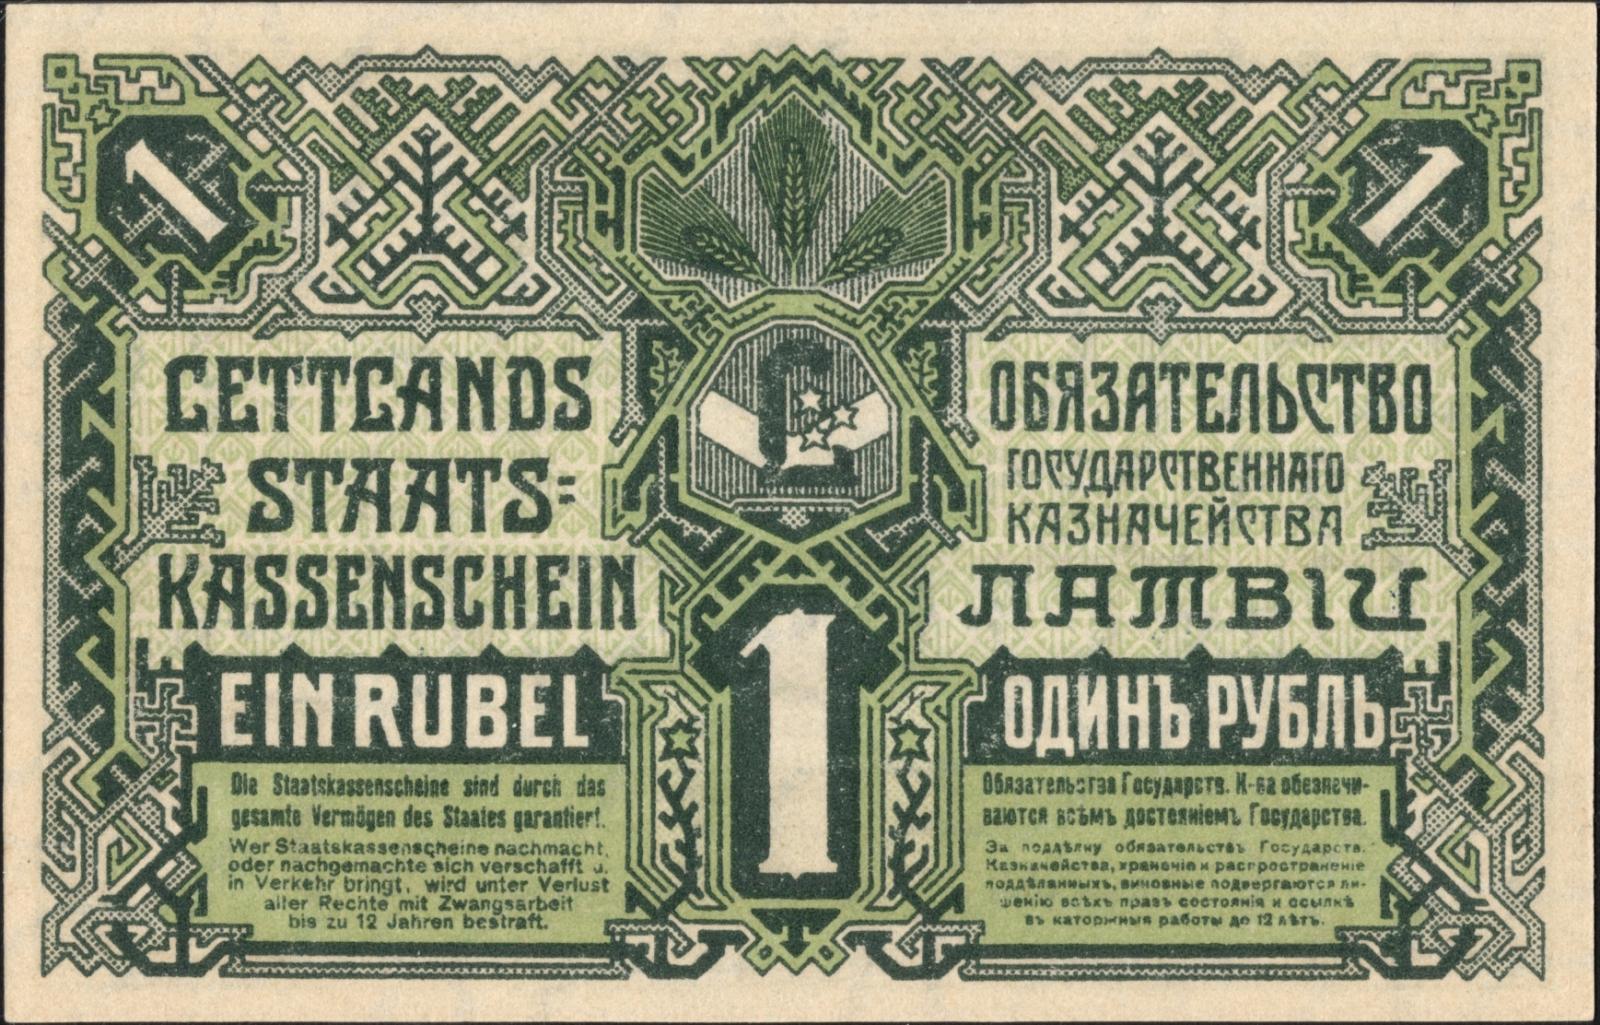 1
1
LETTLANDS
STAATS=
KASSENSCHEIN
EIN RUBEL
Die Staatskassenscheine sind durch das
gesamte Vermögen des Staates garantiert.
Wer Staatskassenscheine nachmacht,
oder nachgemachte sich verschafft u.
in Verkehr bringt, wird unter Verlust
aller Rechte mit Zwangsarbeit
bis zu 12 Jahren bestraft.
L
1
ОБЯЗАТЕЛЬСТВО
ГОСУДАРСТВЕННАГО
КАЗНАЧЕЙСТВА
ЛАТВІИ
ОДИНЪ РУБЛЬ
Обязательства Государств. К-ва обезпечи-
ваются всѣмъ достояніемъ Государства.
За поддѣлку обязательствъ Государств.
Казначейства, храненіе и распространеніе
поддѣланныхъ, виновные подвергаются ли-
шенію всѣхъ правъ состоянія и ссылкѣ
въ каторжныя работы до 12 лѣтъ.